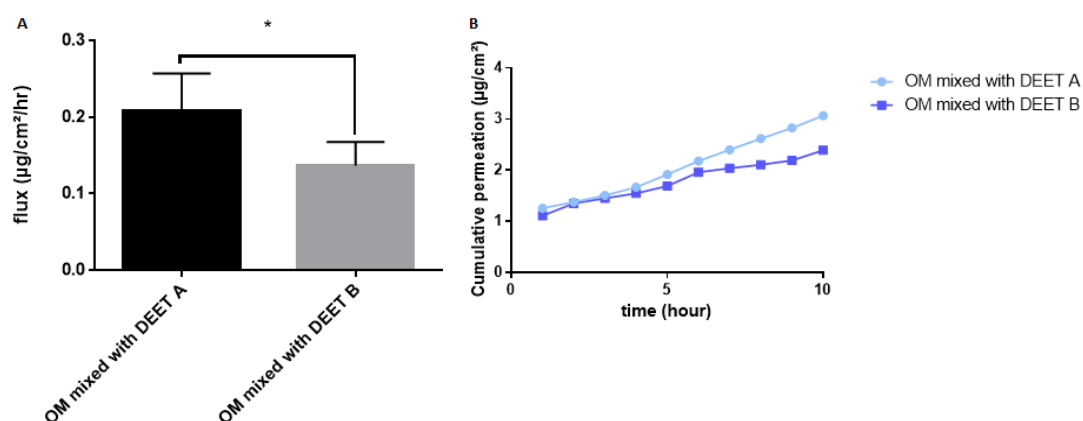 A
*
0.3
0.2
0.1
0.0
flux (µg/cm²/hr)
OM mixed with DEET A
OM mixed with DEET B
B
4
3
2
1
0
Cumulative permeation (µg/cm²)
0
5
10
time (hour)
OM mixed with DEET A
OM mixed with DEET B